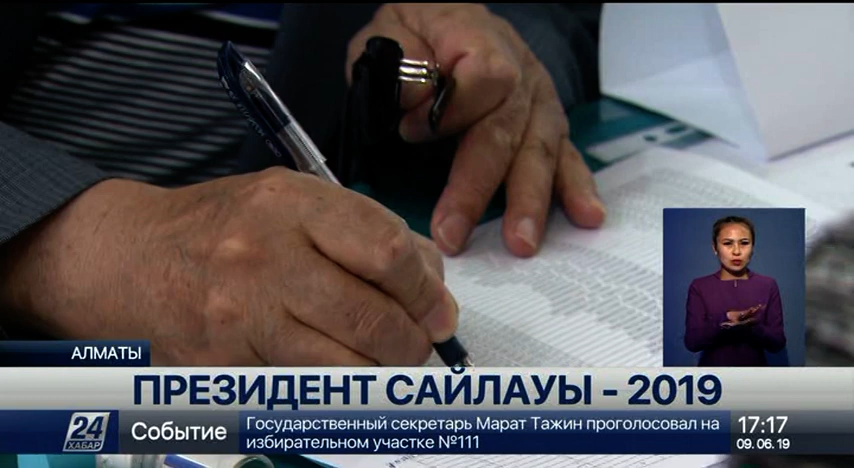 АЛМАТЫ
ПРЕЗИДЕНТ САЙЛАУЫ - 2019
24
ХАБАР
Событие
Государственный секретарь Марат Тажин проголосовал на
избирательном участке №111
17:17
09.06.19